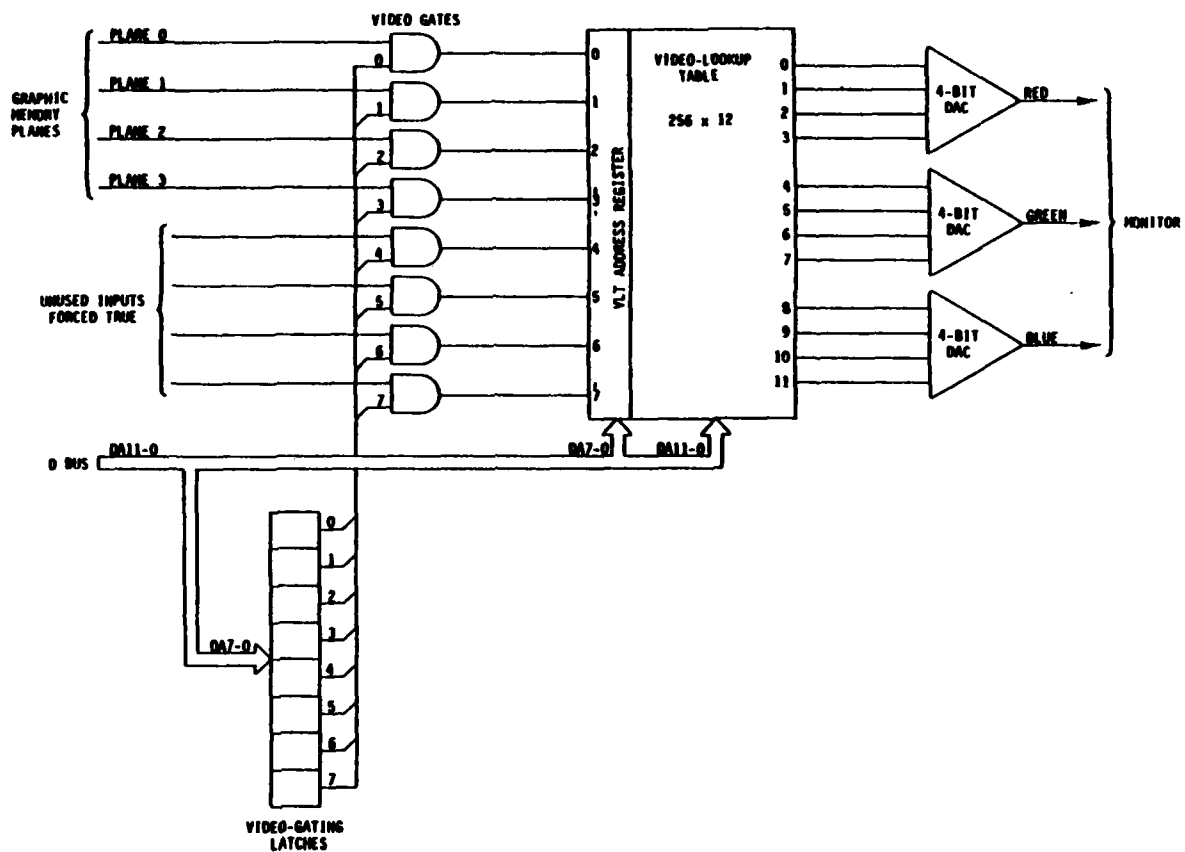 VIDEO GATES
PLANE 0
PLANE 1
PLANE 2
PLANE 3
GRAPHIC
MEMORY
PLANES
UNUSED INPUTS
FORCED TRUE
0
1
2
3
4
5
6
7
0
1
2
3
4
5
6
7
VLT ADDRESS REGISTER
VIDEO-LOOKUP
TABLE
256 x 12
0
1
2
3
4
5
6
7
8
9
10
11
4-BIT
DAC
RED
4-BIT
DAC
GREEN
4-BIT
DAC
BLUE
MONITOR
D BUS
DA11-0
DA7-0
DA11-0
DA7-0
0
1
2
3
4
5
6
7
VIDEO-GATING
LATCHES